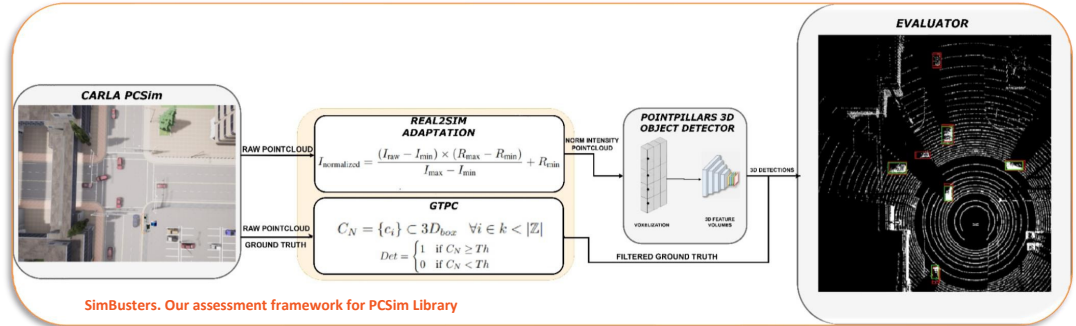 EVALUATOR
CARLA PCSim
REAL2SIM
ADAPTATION
I_normalized = (I_raw − I_min) × (R_max − R_min) / (I_max − I_min) + R_min
RAW POINTCLOUD
NORM INTENSITY
POINTCLOUD
POINTPILLARS 3D
OBJECT DETECTOR
VOXELIZATION
3D FEATURE
VOLUMES
3D DETECTIONS
GTPC
C_N = {c_i} ⊂ 3D_box ∀i ∈ k < |ℤ|
Det = {1 if C_N ≥ Th
0 if C_N < Th
RAW POINTCLOUD
GROUND TRUTH
FILTERED GROUND TRUTH
SimBusters. Our assessment framework for PCSim Library